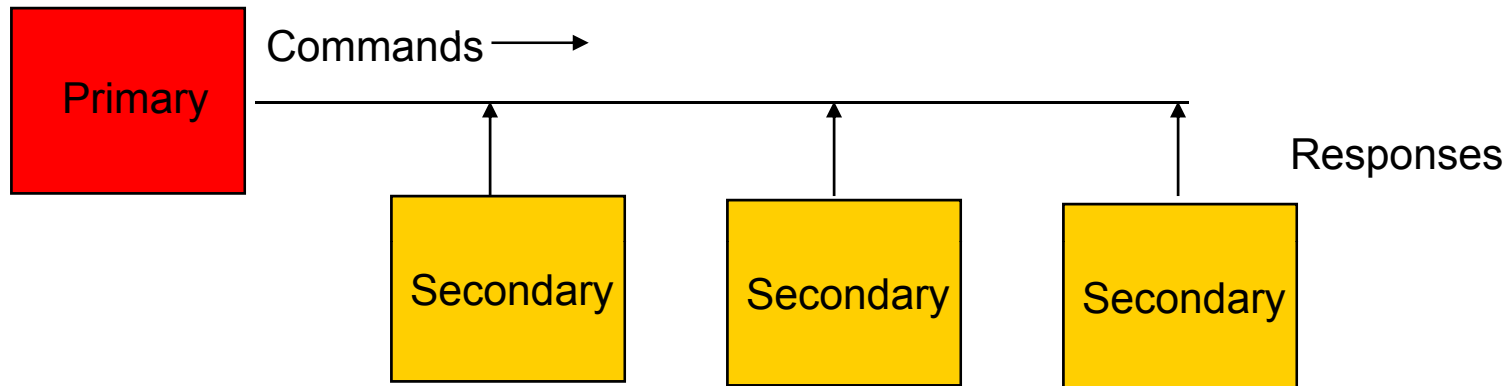 Commands
Primary
Responses
Secondary
Secondary
Secondary